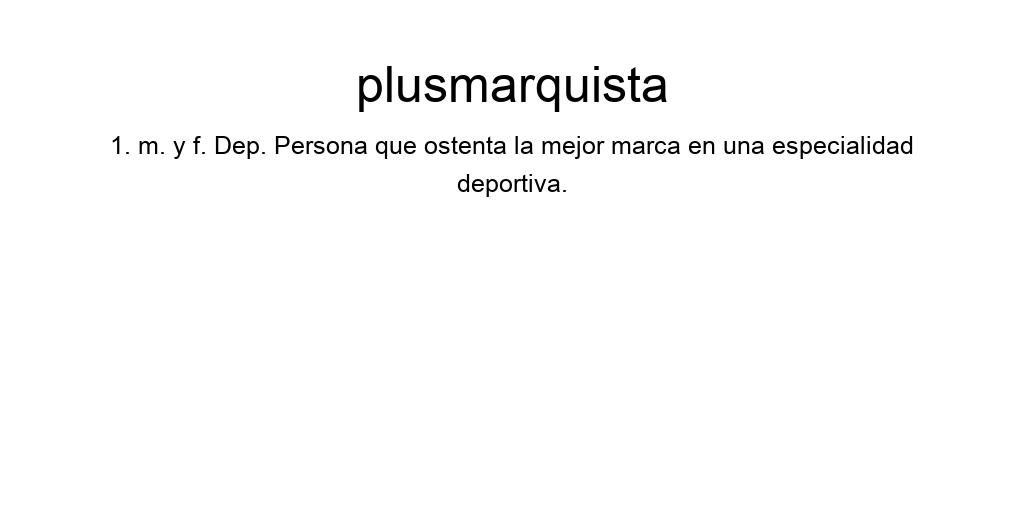 plusmarquista
1. m. y f. Dep. Persona que ostenta la mejor marca en una especialidad
deportiva.